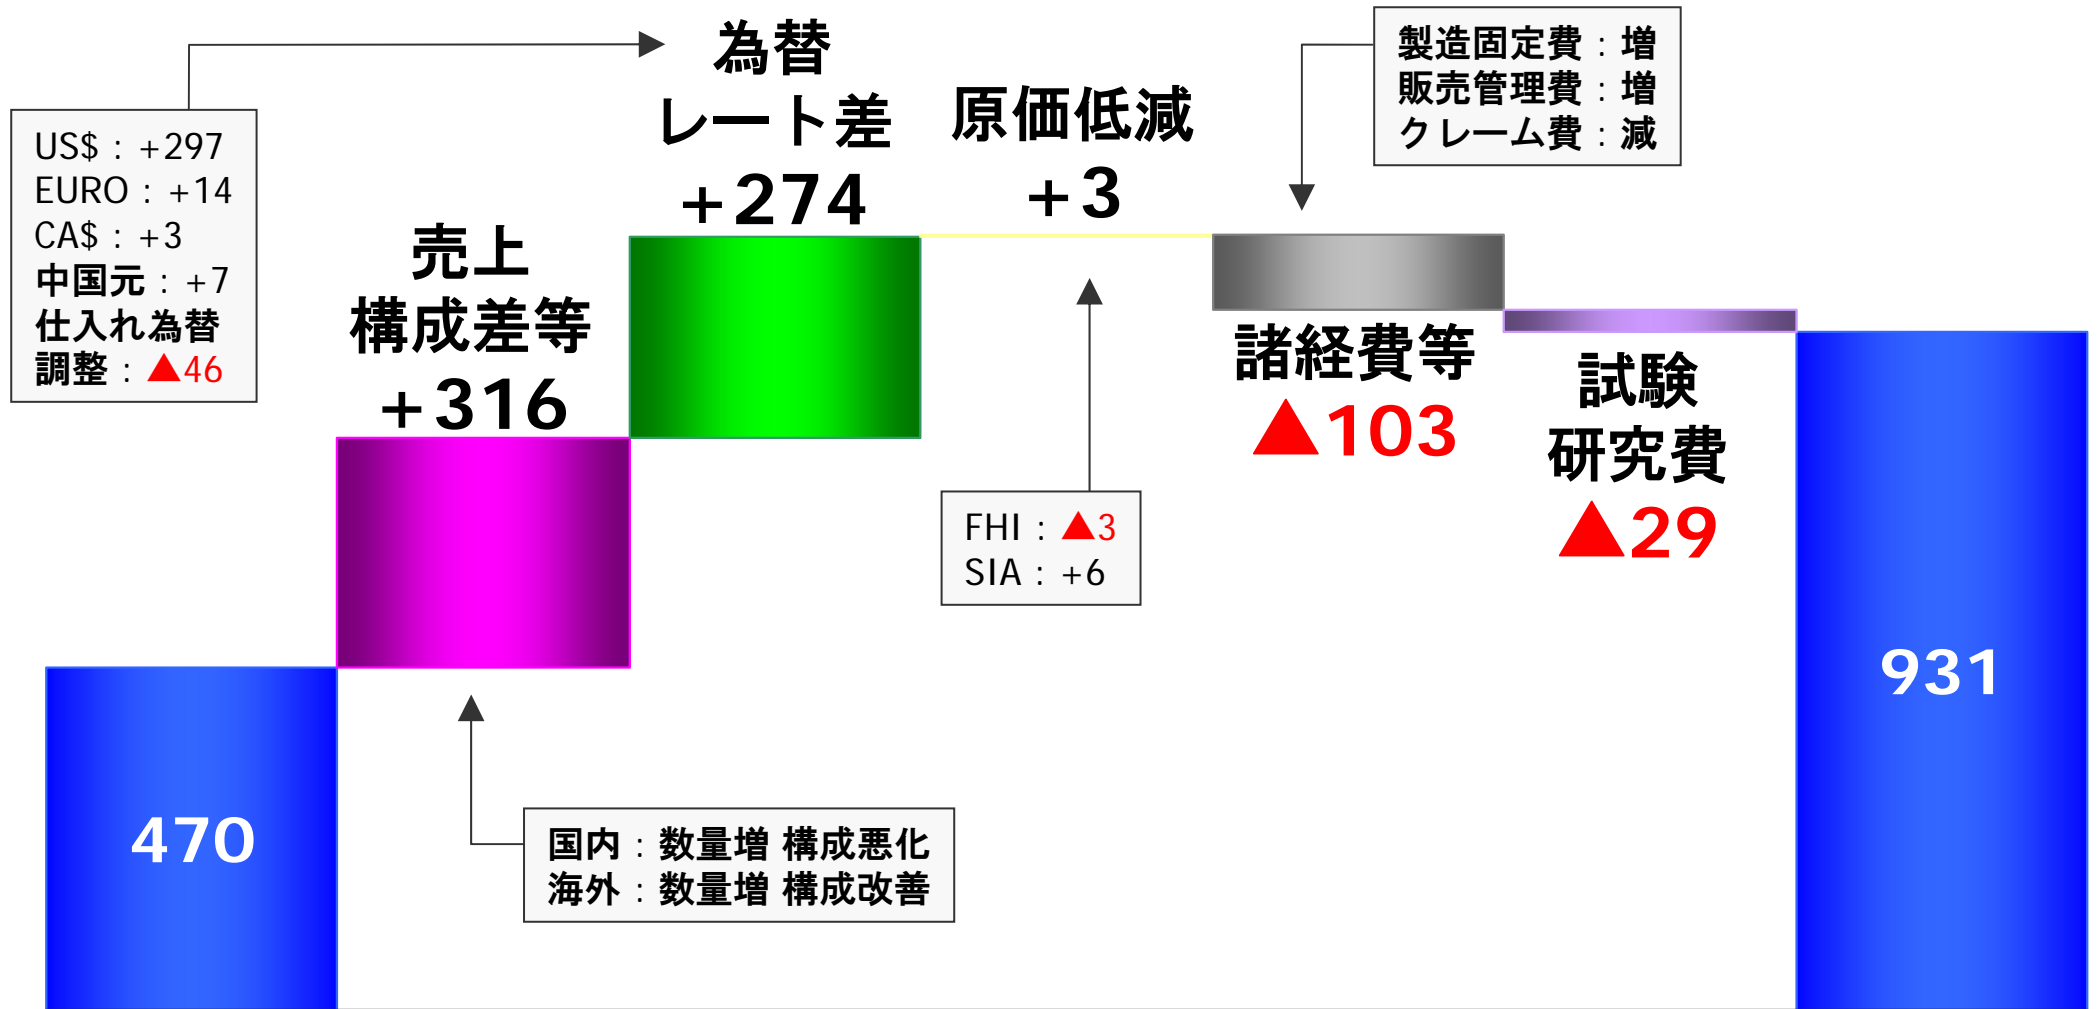 US$ : +297
EURO : +14
CA$ : +3
中国元 : +7
仕入れ為替
調整 : ▲46
為替
レート差
+274
原価低減
+3
製造固定費 : 増
販売管理費 : 増
クレーム費 : 減
売上
構成差等
+316
諸経費等
▲103
試験
研究費
▲29
FHI : ▲3
SIA : +6
470
931
国内 : 数量増 構成悪化
海外 : 数量増 構成改善